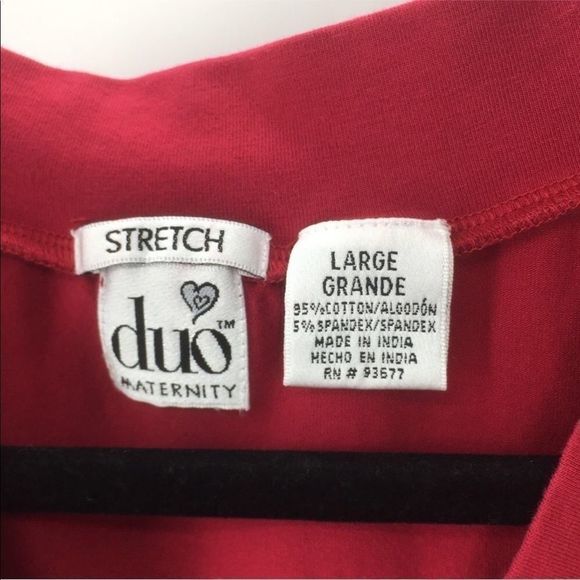 STRETCH
duo™
MATERNITY
LARGE
GRANDE
95%COTTON/ALGODÓN
5%SPANDEX/SPANDEX
MADE IN INDIA
HECHO EN INDIA
RN # 93677